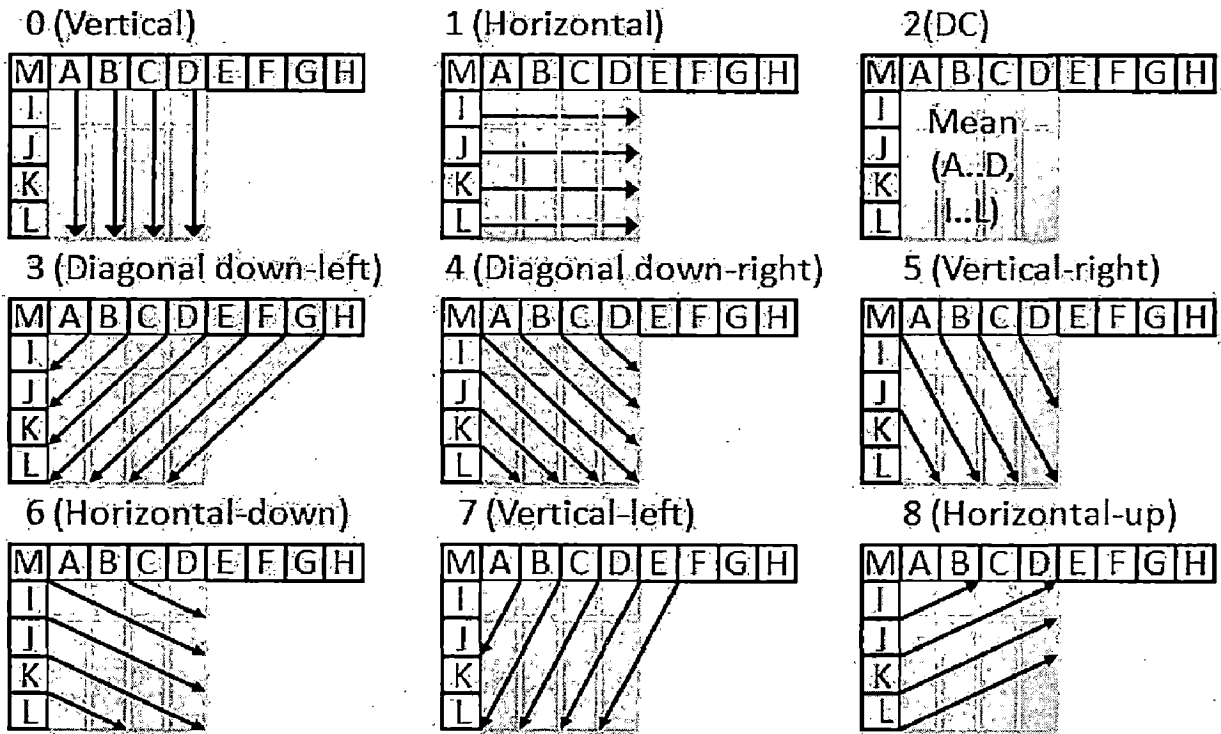 0 (Vertical)
M A B C D E F G H
I
J
K
L
1 (Horizontal)
M A B C D E F G H
I
J
K
L
2(DC)
M A B C D E F G H
I
J
K
L
Mean
(A..D,
I..L)
3 (Diagonal down-left)
M A B C D E F G H
I
J
K
L
4 (Diagonal down-right)
M A B C D E F G H
I
J
K
L
5 (Vertical-right)
M A B C D E F G H
I
J
K
L
6 (Horizontal-down)
M A B C D E F G H
I
J
K
L
7 (Vertical-left)
M A B C D E F G H
I
J
K
L
8 (Horizontal-up)
M A B C D E F G H
I
J
K
L